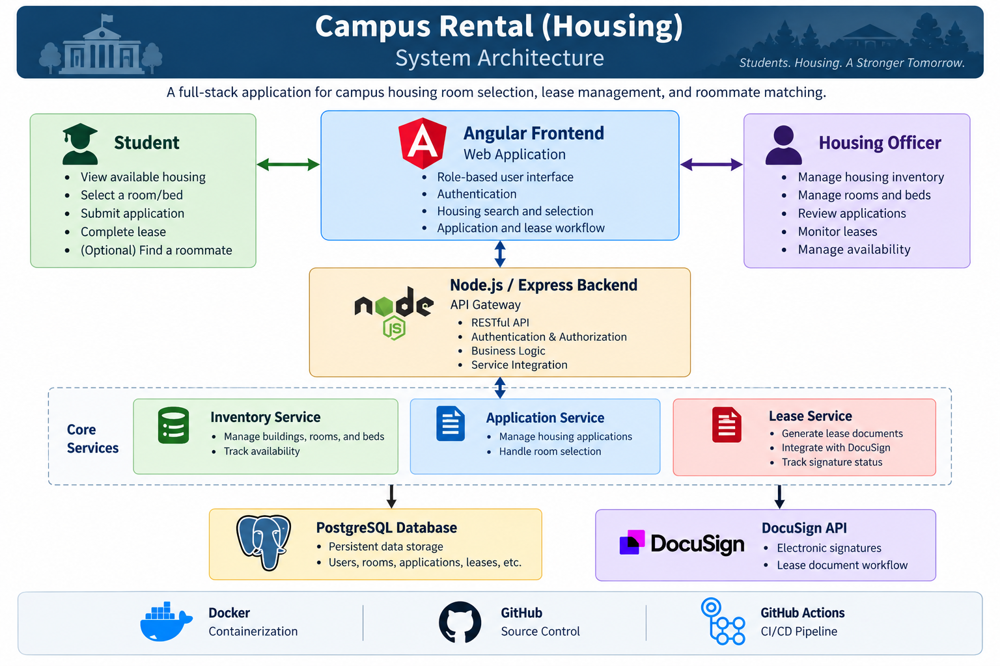 Campus Rental (Housing)
System Architecture
Students. Housing. A Stronger Tomorrow.
A full-stack application for campus housing room selection, lease management, and roommate matching.
Student
• View available housing
• Select a room/bed
• Submit application
• Complete lease
• (Optional) Find a roommate
Angular Frontend
Web Application
• Role-based user interface
• Authentication
• Housing search and selection
• Application and lease workflow
Housing Officer
• Manage housing inventory
• Manage rooms and beds
• Review applications
• Monitor leases
• Manage availability
node
JS
Node.js / Express Backend
API Gateway
• RESTful API
• Authentication & Authorization
• Business Logic
• Service Integration
Core
Services
Inventory Service
• Manage buildings, rooms, and beds
• Track availability
Application Service
• Manage housing applications
• Handle room selection
Lease Service
• Generate lease documents
• Integrate with DocuSign
• Track signature status
PostgreSQL Database
• Persistent data storage
• Users, rooms, applications, leases, etc.
DocuSign
DocuSign API
• Electronic signatures
• Lease document workflow
Docker
Containerization
GitHub
Source Control
GitHub Actions
CI/CD Pipeline